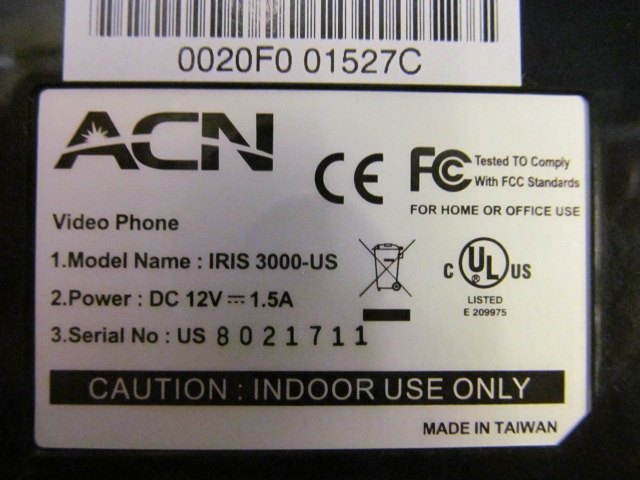 0020F0 01527C
ACN
CE FC Tested TO Comply
With FCC Standards
FOR HOME OR OFFICE USE
Video Phone
1.Model Name : IRIS 3000-US
C UL ® US
LISTED
E 209975
2.Power : DC 12V ⎓ 1.5A
3.Serial No : US 8021711
CAUTION : INDOOR USE ONLY
MADE IN TAIWAN